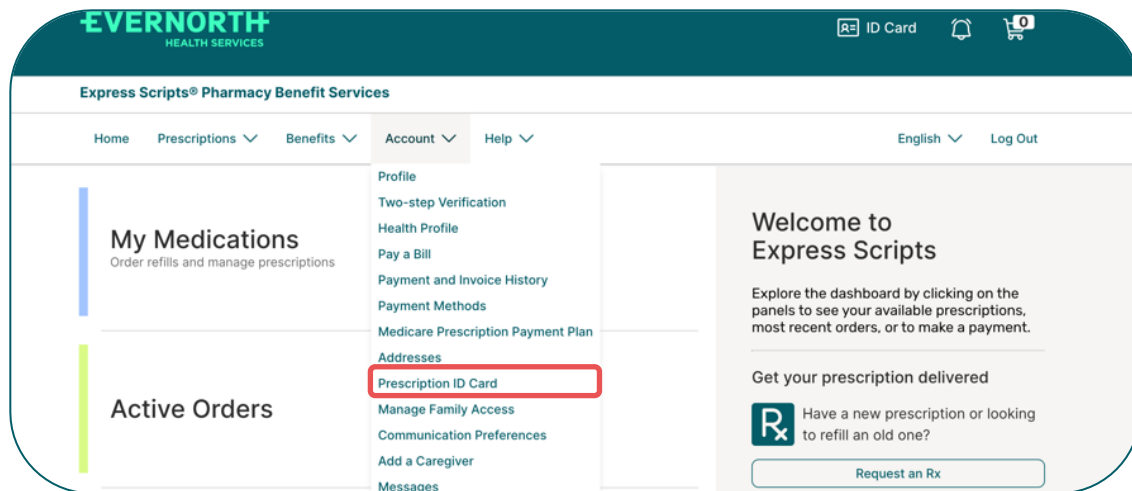 EVERNORTH
HEALTH SERVICES
ID Card
0
Express Scripts® Pharmacy Benefit Services
Home
Prescriptions
Benefits
Account
Help
English
Log Out
Profile
Two-step Verification
Health Profile
Pay a Bill
Payment and Invoice History
Payment Methods
Medicare Prescription Payment Plan
Addresses
Prescription ID Card
Manage Family Access
Communication Preferences
Add a Caregiver
Messages
My Medications
Order refills and manage prescriptions
Active Orders
Welcome to
Express Scripts
Explore the dashboard by clicking on the
panels to see your available prescriptions,
most recent orders, or to make a payment.
Get your prescription delivered
Rx
Have a new prescription or looking
to refill an old one?
Request an Rx